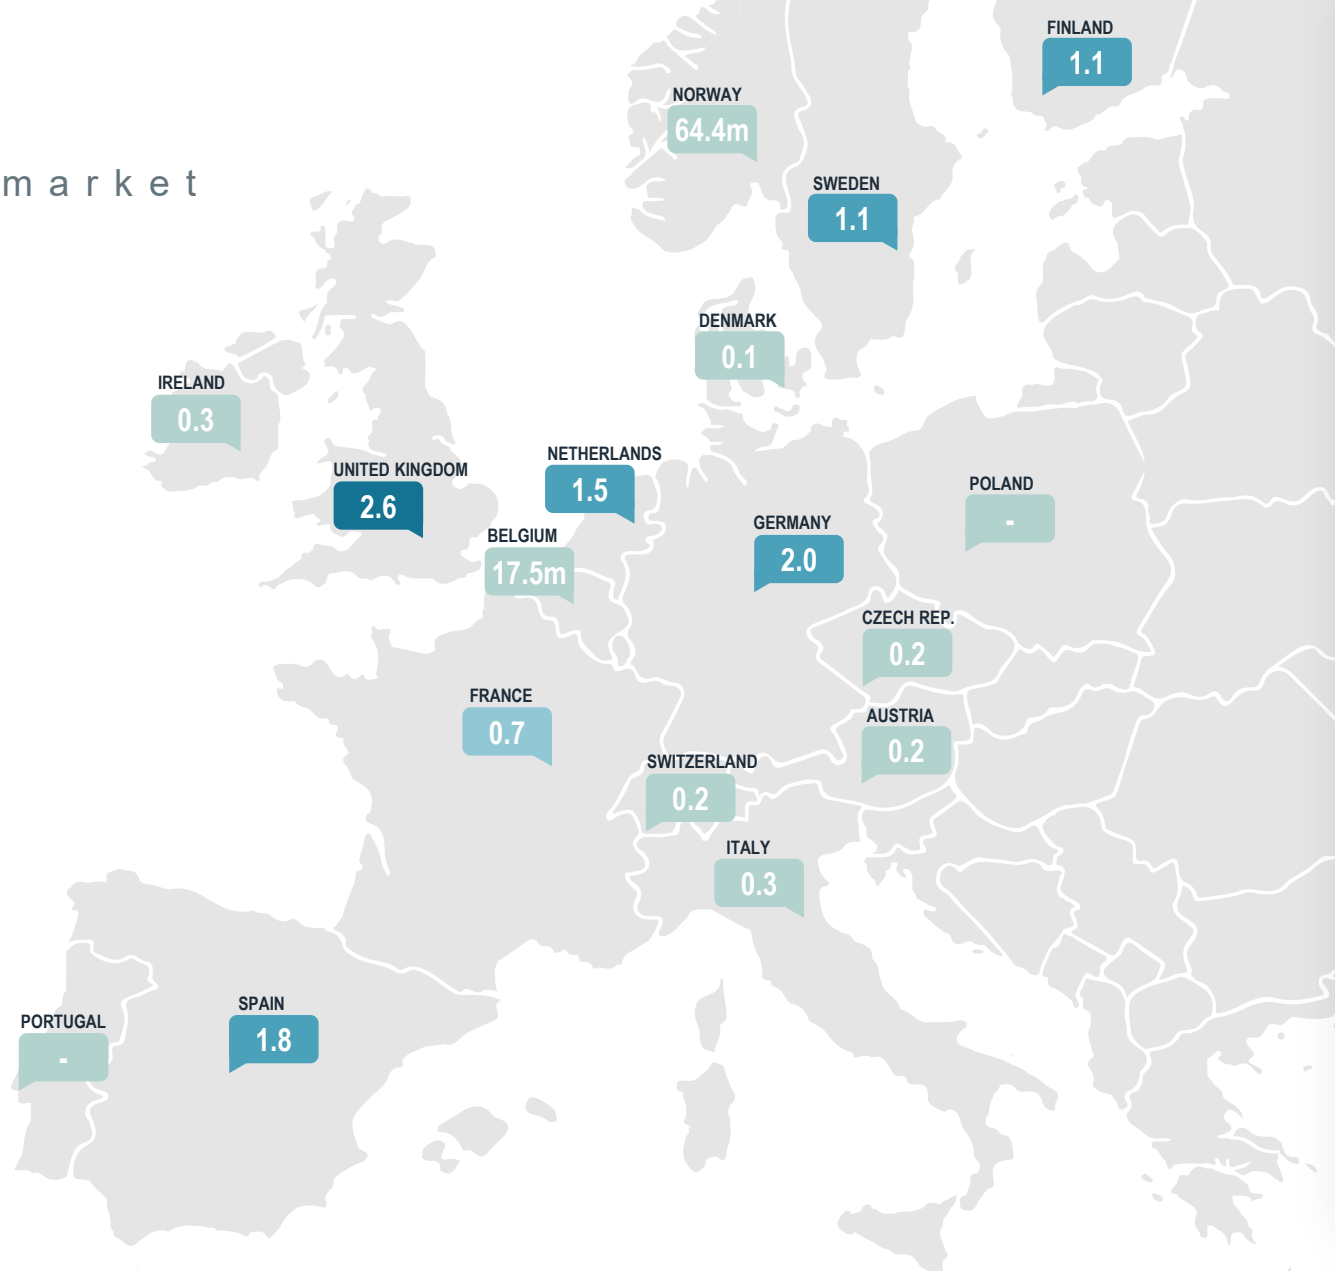 FINLAND
1.1
NORWAY
64.4m
market
SWEDEN
1.1
DENMARK
0.1
IRELAND
0.3
NETHERLANDS
1.5
UNITED KINGDOM
2.6
POLAND
-
GERMANY
2.0
BELGIUM
17.5m
CZECH REP.
0.2
FRANCE
0.7
AUSTRIA
0.2
SWITZERLAND
0.2
ITALY
0.3
SPAIN
1.8
PORTUGAL
-